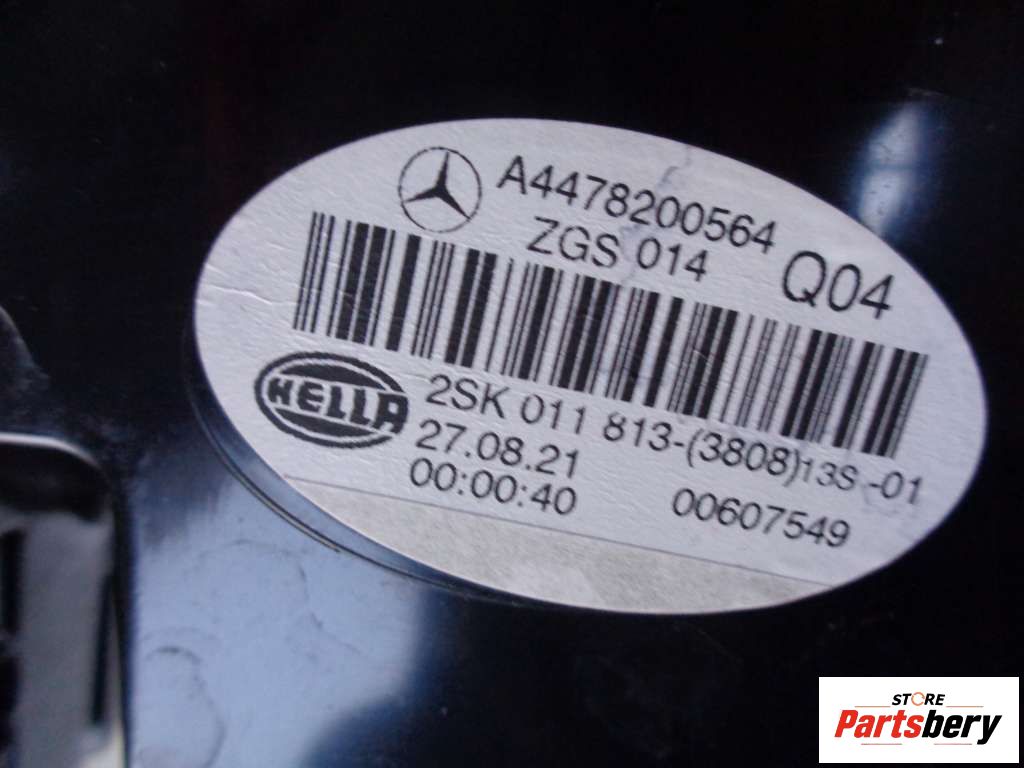 A4478200564
ZGS 014
Q04
HELLA
2SK 011 813-(3808)13S -01
27.08.21
00:00:40
00607549
STORE
Partsbery